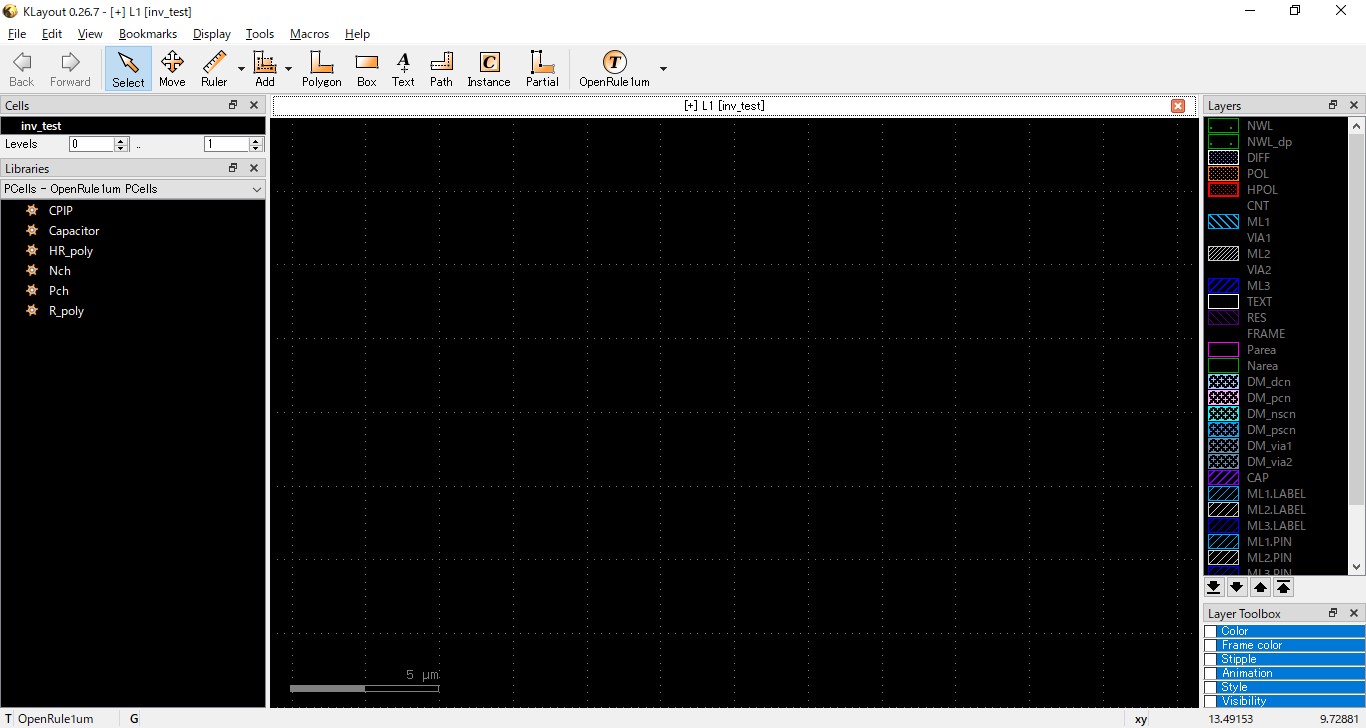 KLayout 0.26.7 - [+] L1 [inv_test]
File Edit View Bookmarks Display Tools Macros Help
Back Forward Select Move Ruler Add Polygon Box Text Path Instance Partial OpenRule1um
Cells
[+] L1 [inv_test]
Layers
inv_test
Levels 0 .. 1
Libraries
PCells - OpenRule1um PCells
CPIP
Capacitor
HR_poly
Nch
Pch
R_poly
5 µm
NWL
NWL_dp
DIFF
POL
HPOL
CNT
ML1
VIA1
ML2
VIA2
ML3
TEXT
RES
FRAME
Parea
Narea
DM_dcn
DM_pcn
DM_nscn
DM_pscn
DM_via1
DM_via2
CAP
ML1.LABEL
ML2.LABEL
ML3.LABEL
ML1.PIN
ML2.PIN
ML3.PIN
Layer Toolbox
Color
Frame color
Stipple
Animation
Style
Visibility
T OpenRule1um G xy 13.49153 9.72881